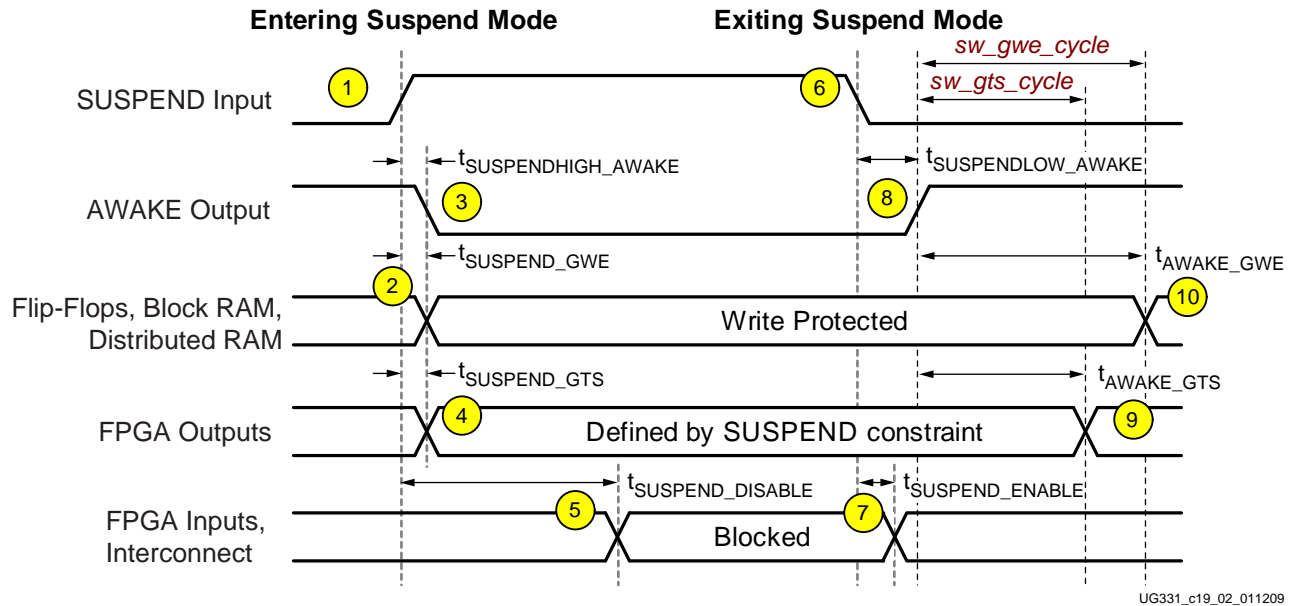 Entering Suspend Mode
Exiting Suspend Mode
sw_gwe_cycle
sw_gts_cycle
1
6
SUSPEND Input
tSUSPENDHIGH_AWAKE
tSUSPENDLOW_AWAKE
3
8
AWAKE Output
tSUSPEND_GWE
tAWAKE_GWE
2
10
Flip-Flops, Block RAM,
Distributed RAM
Write Protected
tSUSPEND_GTS
tAWAKE_GTS
4
9
FPGA Outputs
Defined by SUSPEND constraint
tSUSPEND_DISABLE
tSUSPEND_ENABLE
5
7
FPGA Inputs,
Interconnect
Blocked
UG331_c19_02_011209